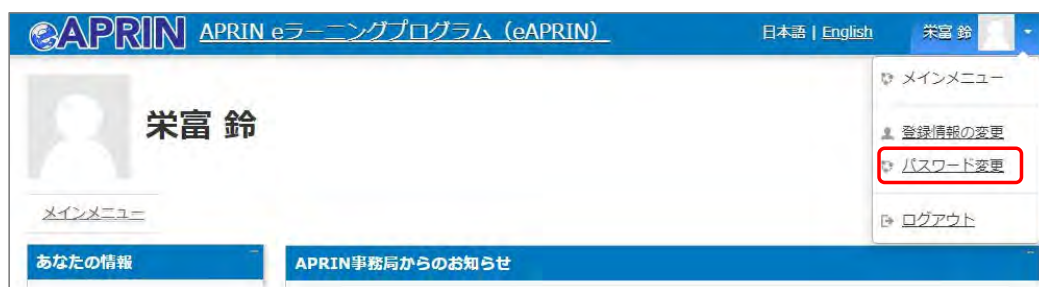 APRIN APRIN eラーニングプログラム（eAPRIN） 日本語 | English 栄富 鈴
メインメニュー
栄富 鈴
登録情報の変更
パスワード変更
メインメニュー
ログアウト
あなたの情報 APRIN事務局からのお知らせ